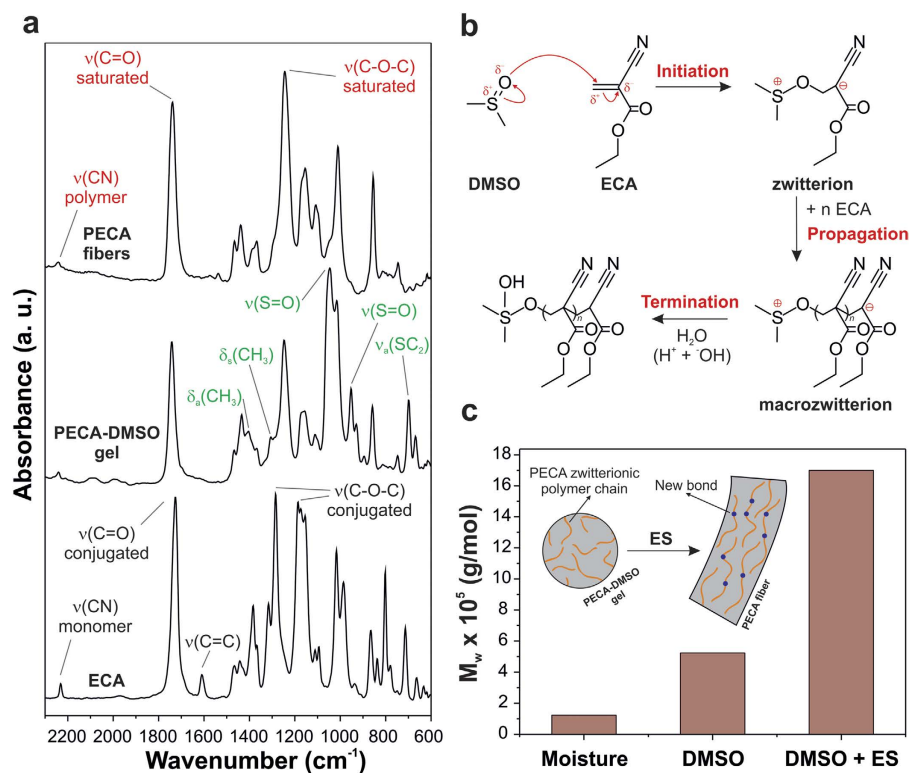 a
ν(C=O)
saturated
ν(C-O-C)
saturated
ν(CN)
polymer
PECA
fibers
ν(S=O)
ν(S=O)
δs(CH3)
νa(SC2)
δa(CH3)
PECA-DMSO
gel
ν(C-O-C)
conjugated
ν(C=O)
conjugated
ν(CN)
monomer
ν(C=C)
ECA
Absorbance (a. u.)
2200 2000 1800 1600 1400 1200 1000 800 600
Wavenumber (cm-1)
b
δ- O
δ+
S
N
δ+ δ-
O O
DMSO
ECA
Initiation
N
⊕
S O
⊖
O
O
zwitterion
+ n ECA
Propagation
N N
⊕
S O ( ) n
⊖
O O
O O
macrozwitterion
Termination
H2O
(H+ + -OH)
OH
N N
S O ( ) n
O O
O O
c
Mw x 10^5 (g/mol)
18
16
14
12
10
8
6
4
2
0
PECA zwitterionic
polymer chain
New bond
ES
PECA-DMSO
gel
PECA fiber
Moisture DMSO DMSO + ES